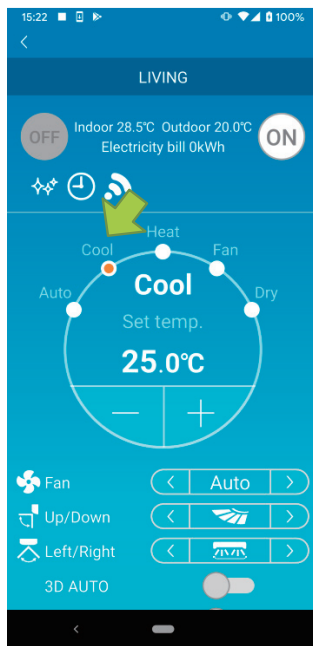 15:22 100%
LIVING
OFF Indoor 28.5℃ Outdoor 20.0℃ ON
Electricity bill 0kWh
Heat
Cool Fan
Auto Cool Dry
Set temp.
25.0℃
Fan Auto
Up/Down
Left/Right
3D AUTO